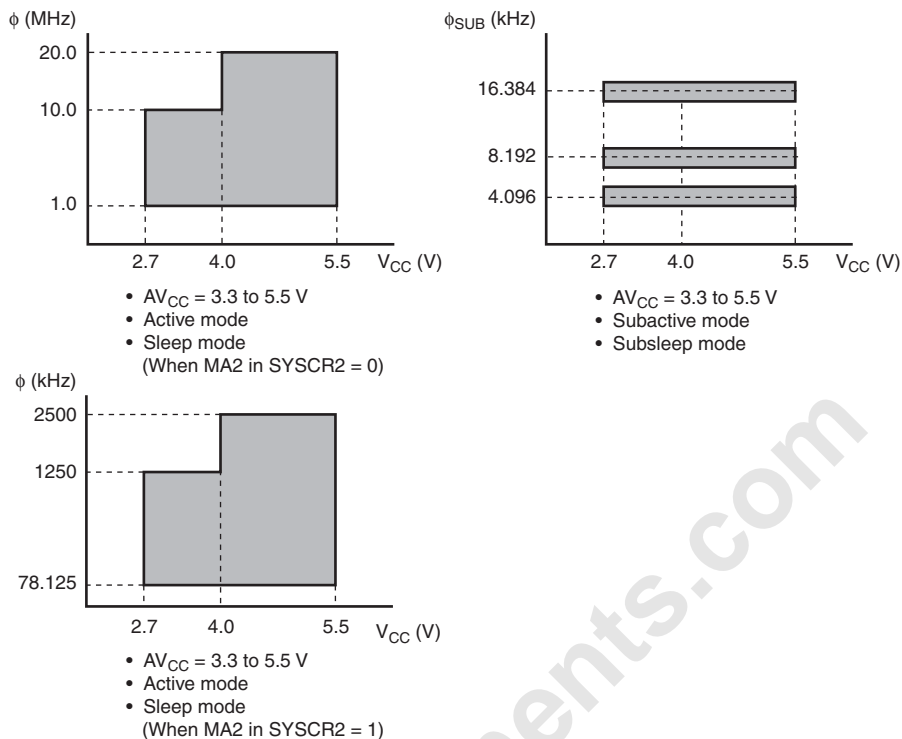 φ (MHz)
20.0
10.0
1.0
2.7 4.0 5.5 V_CC (V)
• AV_CC = 3.3 to 5.5 V
• Active mode
• Sleep mode
(When MA2 in SYSCR2 = 0)
φ_SUB (kHz)
16.384
8.192
4.096
2.7 4.0 5.5 V_CC (V)
• AV_CC = 3.3 to 5.5 V
• Subactive mode
• Subsleep mode
φ (kHz)
2500
1250
78.125
2.7 4.0 5.5 V_CC (V)
• AV_CC = 3.3 to 5.5 V
• Active mode
• Sleep mode
(When MA2 in SYSCR2 = 1)
ents.com